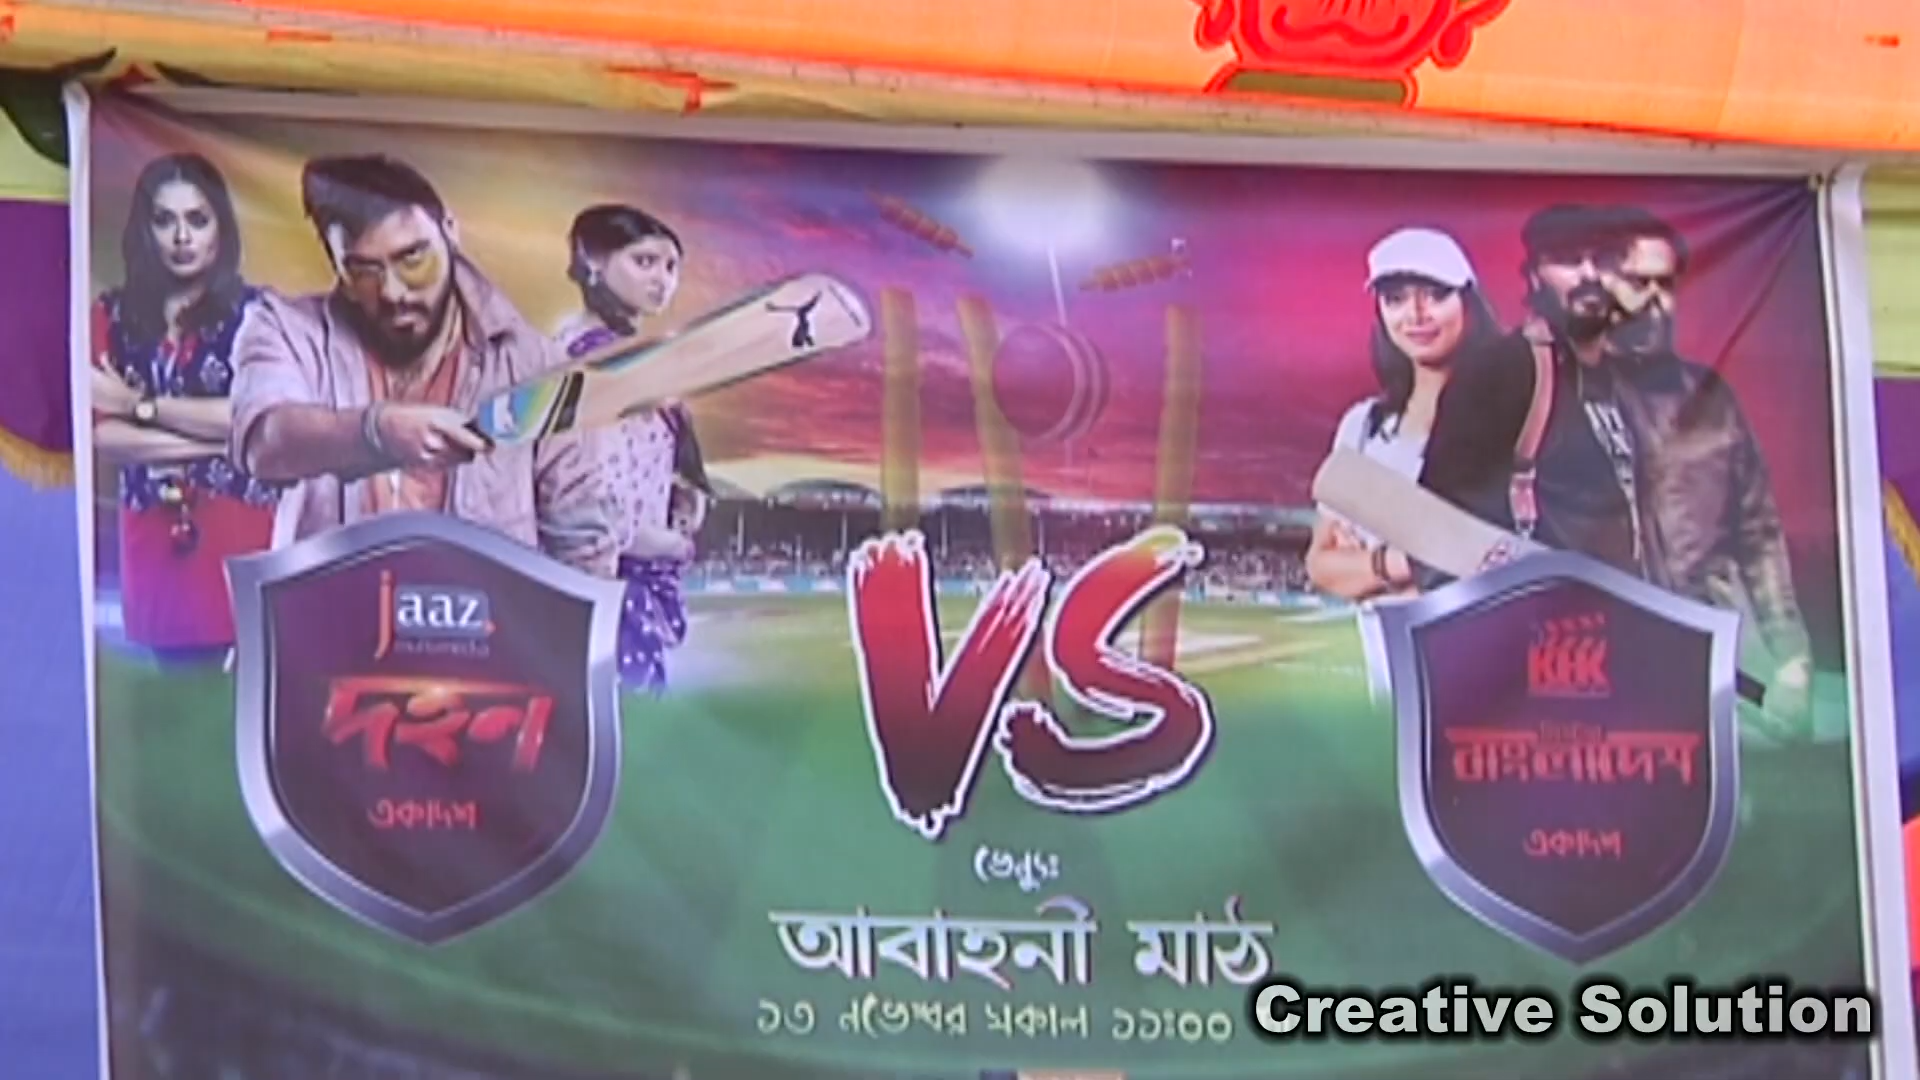 jaaz
multimedia
দহন
একাদশ
VS
KHK
মিস্টার
বাংলাদেশ
একাদশ
ভেন্যুঃ
আবাহনী মাঠ
১৩ নভেম্বর সকাল ১১:০০
Creative Solution